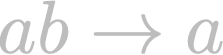 ab → a